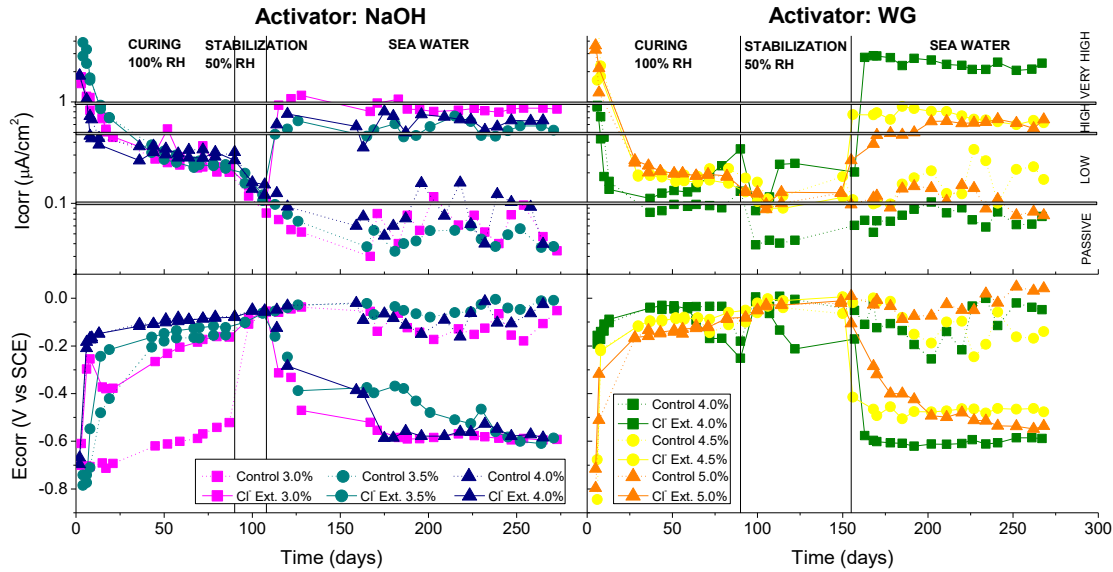 Activator: NaOH
Activator: WG
CURING
100% RH
STABILIZATION
50% RH
SEA WATER
CURING
100% RH
STABILIZATION
50% RH
SEA WATER
VERY HIGH
HIGH
LOW
PASSIVE
Icorr (μA/cm²)
1
0.1
Ecorr (V vs SCE)
0.0
-0.2
-0.4
-0.6
-0.8
Control 3.0%
Control 3.5%
Control 4.0%
Cl⁻ Ext. 3.0%
Cl⁻ Ext. 3.5%
Cl⁻ Ext. 4.0%
Control 4.0%
Cl⁻ Ext. 4.0%
Control 4.5%
Cl⁻ Ext. 4.5%
Control 5.0%
Cl⁻ Ext. 5.0%
0 50 100 150 200 250
0 50 100 150 200 250 300
Time (days)
Time (days)